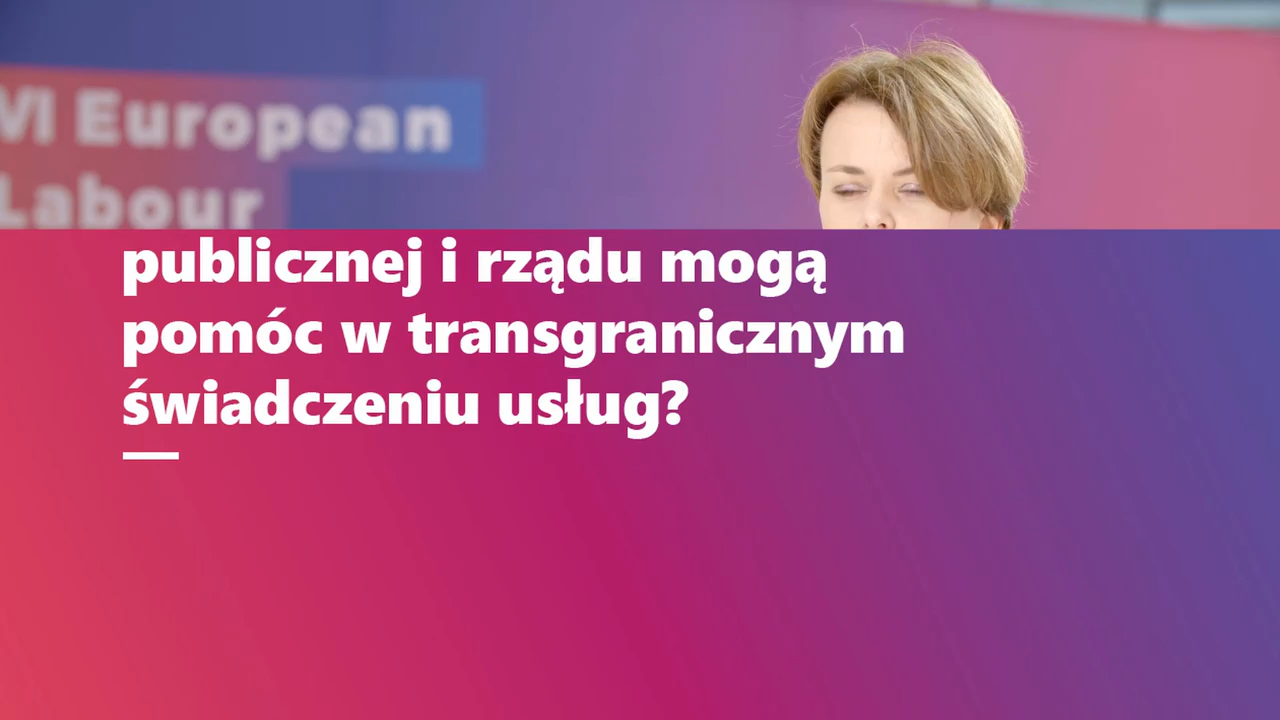 VI European
Labour
publicznej i rządu mogą
pomóc w transgranicznym
świadczeniu usług?